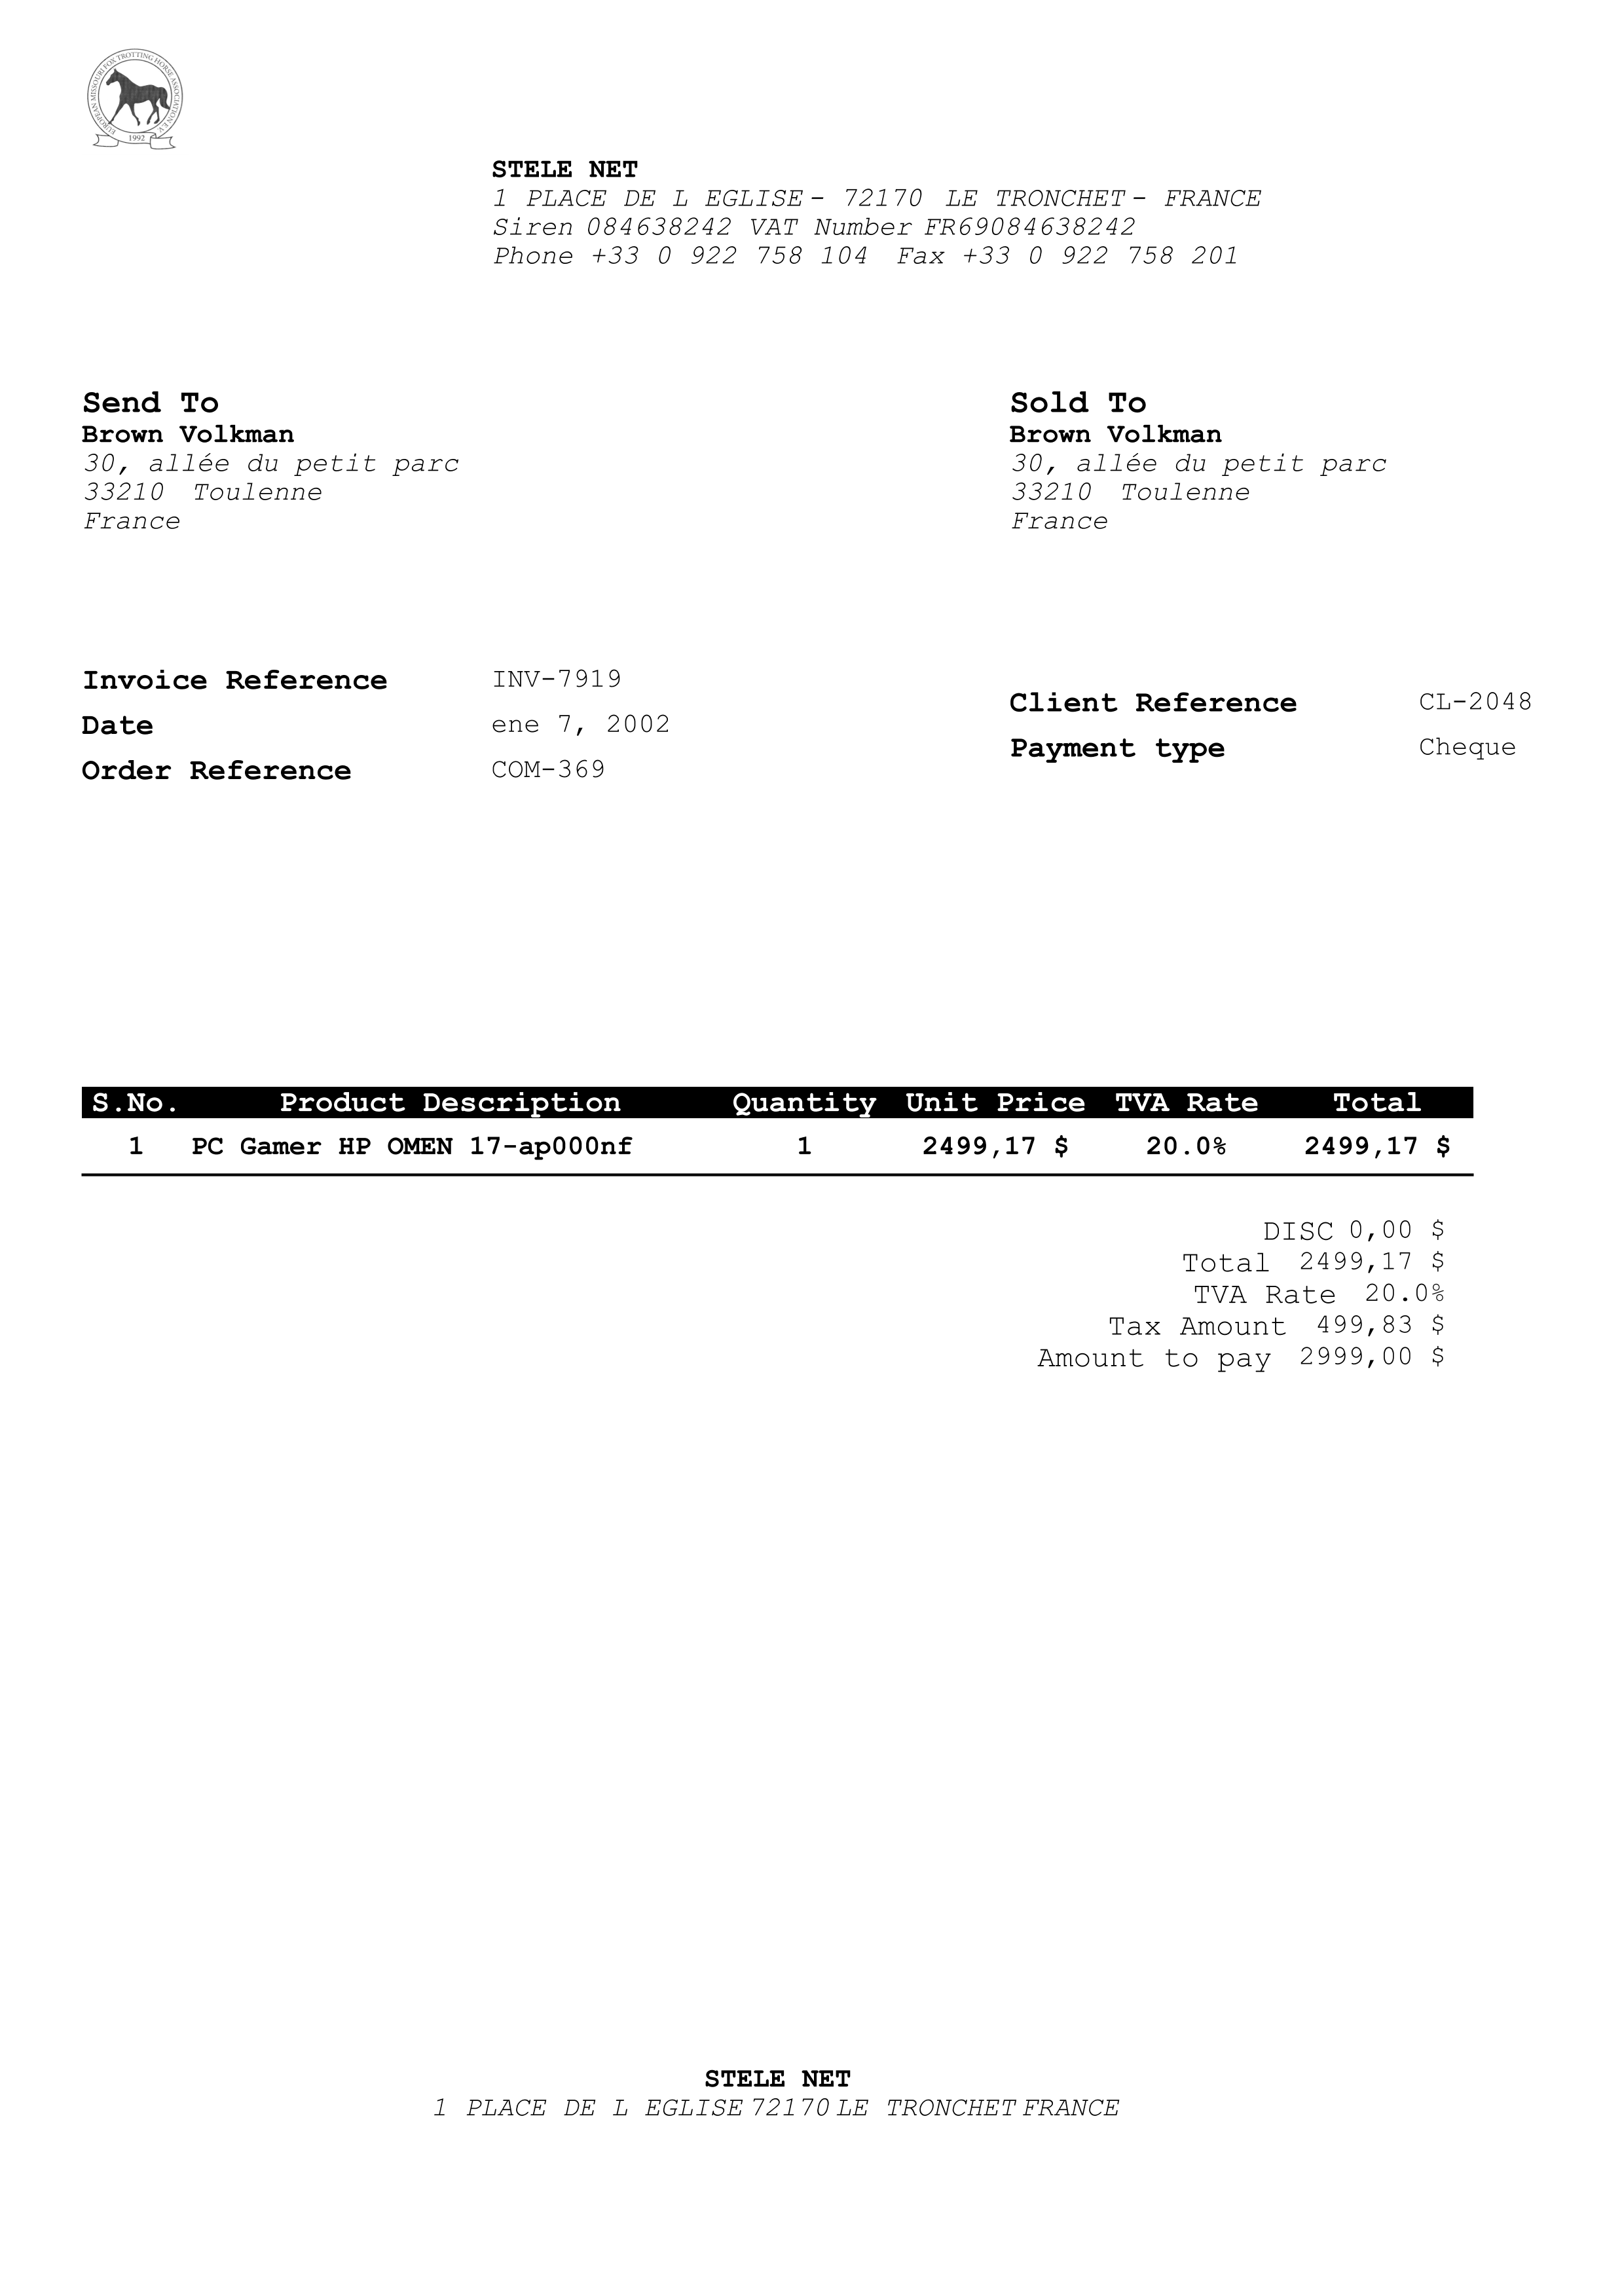 EUROPEAN MISSOURI FOX TROTTING HORSE ASSOCIATION E.V.
1992
STELE NET
1 PLACE DE L EGLISE - 72170 LE TRONCHET - FRANCE
Siren 084638242 VAT Number FR69084638242
Phone +33 0 922 758 104 Fax +33 0 922 758 201
Send To
Brown Volkman
30, allée du petit parc
33210 Toulenne
France
Sold To
Brown Volkman
30, allée du petit parc
33210 Toulenne
France
Invoice Reference INV-7919
Date ene 7, 2002
Order Reference COM-369
Client Reference CL-2048
Payment type Cheque
S.No. Product Description Quantity Unit Price TVA Rate Total
1 PC Gamer HP OMEN 17-ap000nf 1 2499,17 $ 20.0% 2499,17 $
DISC 0,00 $
Total 2499,17 $
TVA Rate 20.0%
Tax Amount 499,83 $
Amount to pay 2999,00 $
STELE NET
1 PLACE DE L EGLISE 72170 LE TRONCHET FRANCE